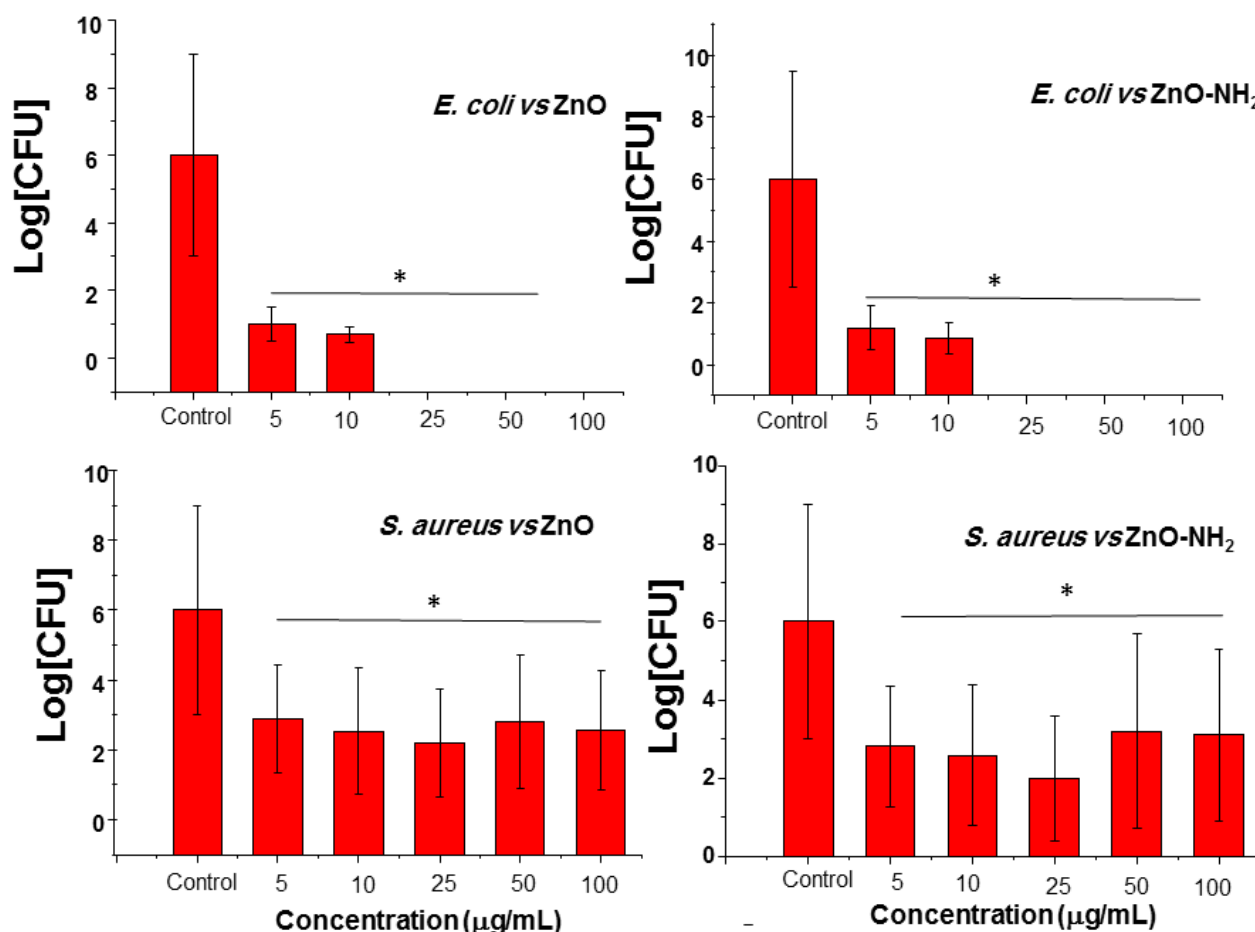 10
8
6
4
2
0
Log[CFU]
E. coli vs ZnO
*
Control 5 10 25 50 100
10
8
6
4
2
0
Log[CFU]
E. coli vs ZnO-NH₂
*
Control 5 10 25 50 100
10
8
6
4
2
0
Log[CFU]
S. aureus vs ZnO
*
Control 5 10 25 50 100
Concentration (μg/mL)
10
8
6
4
2
0
Log[CFU]
S. aureus vs ZnO-NH₂
*
Control 5 10 25 50 100
Concentration (μg/mL)